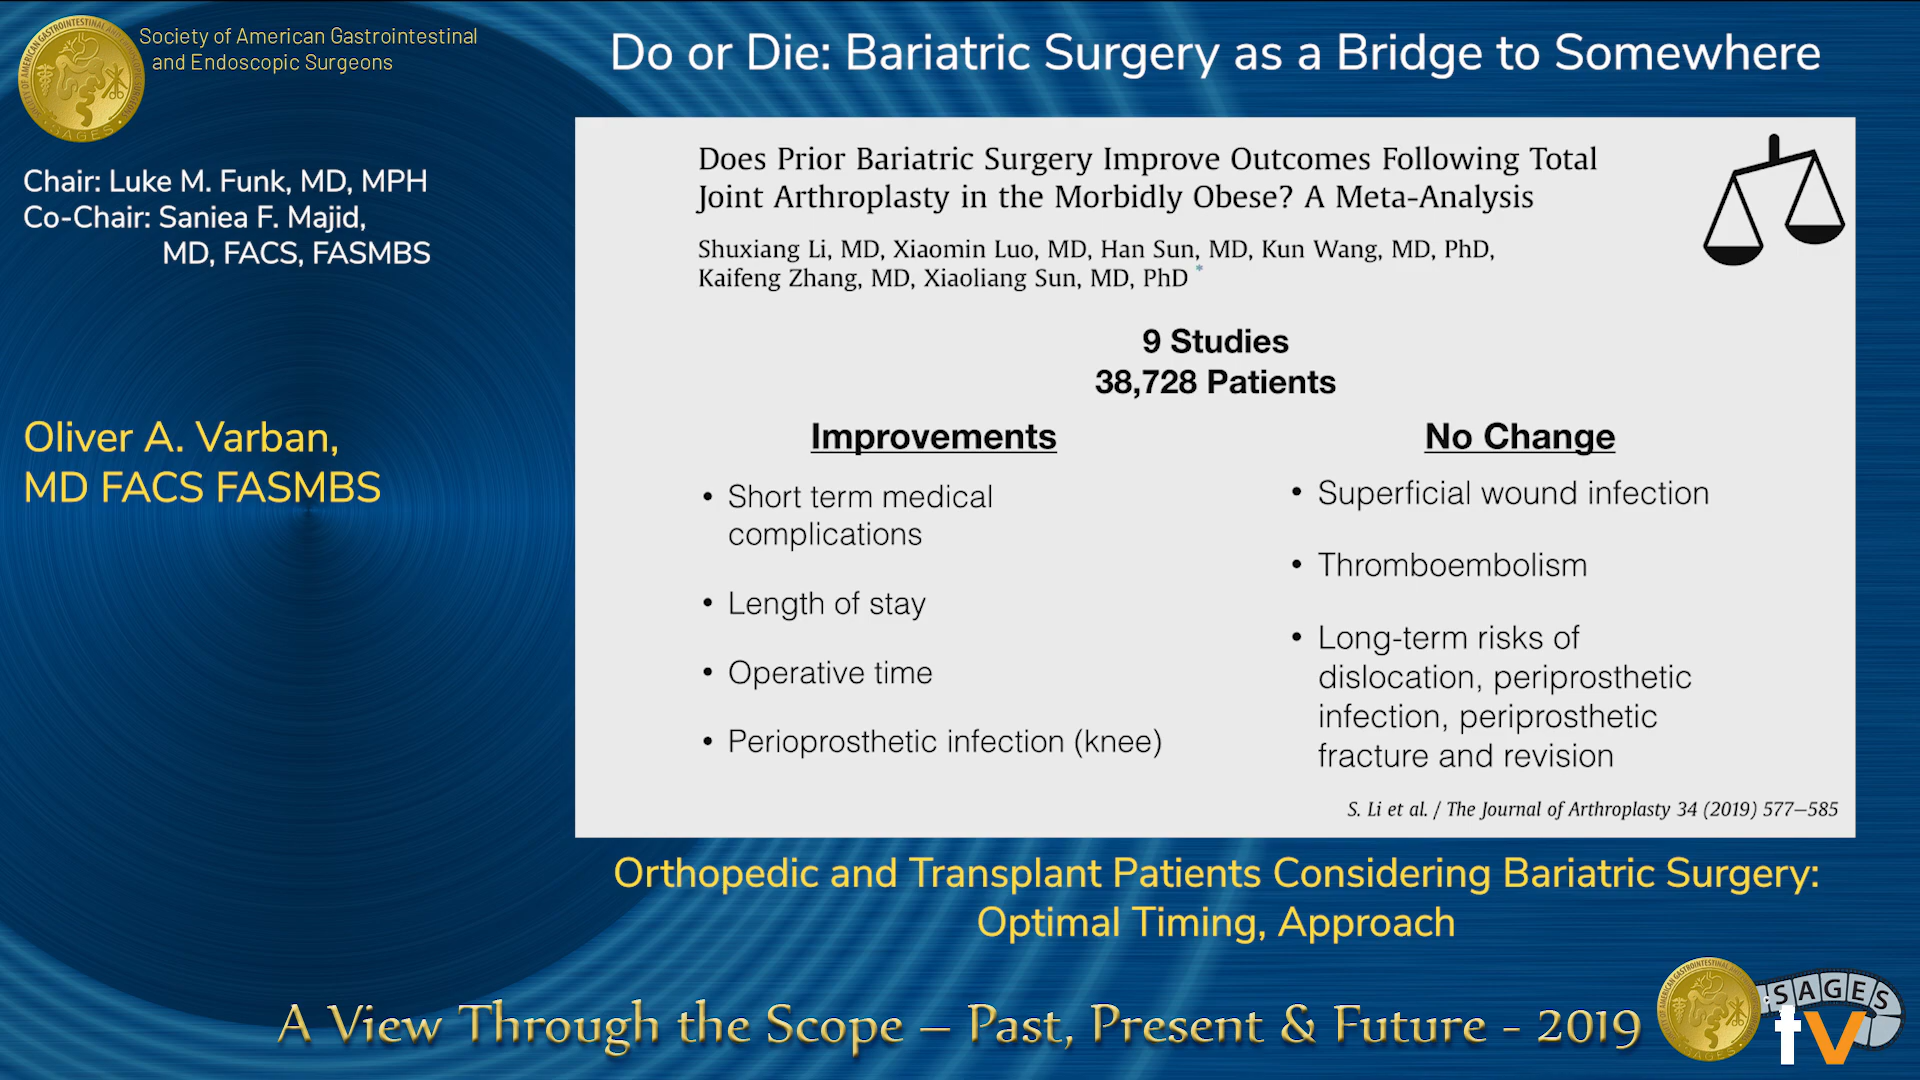 Society of American Gastrointestinal
and Endoscopic Surgeons
Do or Die: Bariatric Surgery as a Bridge to Somewhere
Chair: Luke M. Funk, MD, MPH
Co-Chair: Saniea F. Majid,
MD, FACS, FASMBS
Oliver A. Varban,
MD FACS FASMBS
Does Prior Bariatric Surgery Improve Outcomes Following Total
Joint Arthroplasty in the Morbidly Obese? A Meta-Analysis
Shuxiang Li, MD, Xiaomin Luo, MD, Han Sun, MD, Kun Wang, MD, PhD,
Kaifeng Zhang, MD, Xiaoliang Sun, MD, PhD *
9 Studies
38,728 Patients
Improvements
• Short term medical
complications
• Length of stay
• Operative time
• Perioprosthetic infection (knee)
No Change
• Superficial wound infection
• Thromboembolism
• Long-term risks of
dislocation, periprosthetic
infection, periprosthetic
fracture and revision
S. Li et al. / The Journal of Arthroplasty 34 (2019) 577–585
Orthopedic and Transplant Patients Considering Bariatric Surgery:
Optimal Timing, Approach
A View Through the Scope – Past, Present & Future - 2019
SAGES
tv